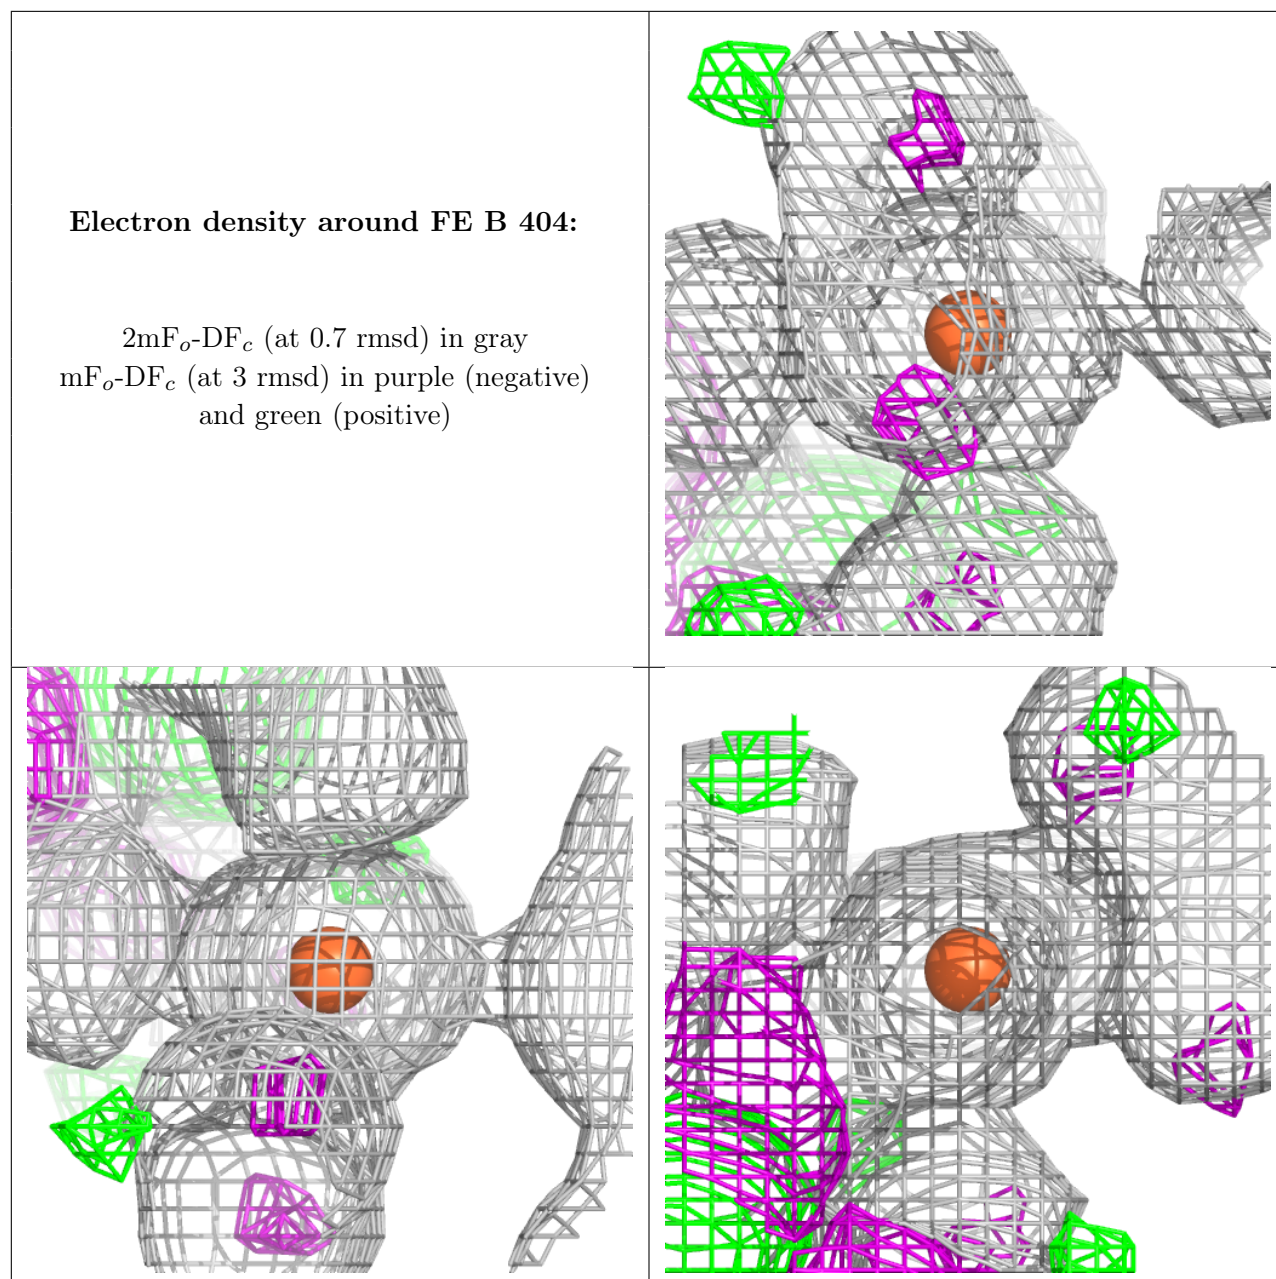 Electron density around FE B 404:
2mFo-DFc (at 0.7 rmsd) in gray
mFo-DFc (at 3 rmsd) in purple (negative)
and green (positive)